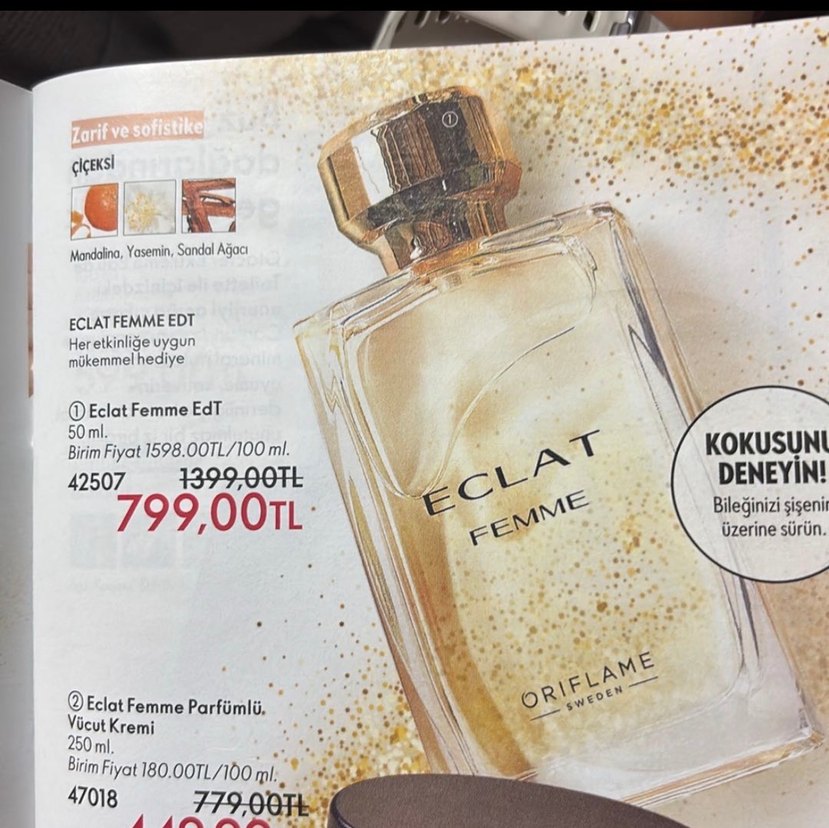 Zarif ve sofistike
ÇİÇEKSİ
Mandalina, Yasemin, Sandal Ağacı
ECLAT FEMME EDT
Her etkinliğe uygun
mükemmel hediye
① Eclat Femme EdT
50 ml.
Birim Fiyat 1598.00TL/100 ml.
42507 1399,00TL
799,00TL
② Eclat Femme Parfümlü
Vücut Kremi
250 ml.
Birim Fiyat 180.00TL/100 ml.
47018 779,00TL
①
ECLAT
FEMME
ORIFLAME
SWEDEN
KOKUSUNU
DENEYİN!
Bileğinizi şişenin
üzerine sürün.